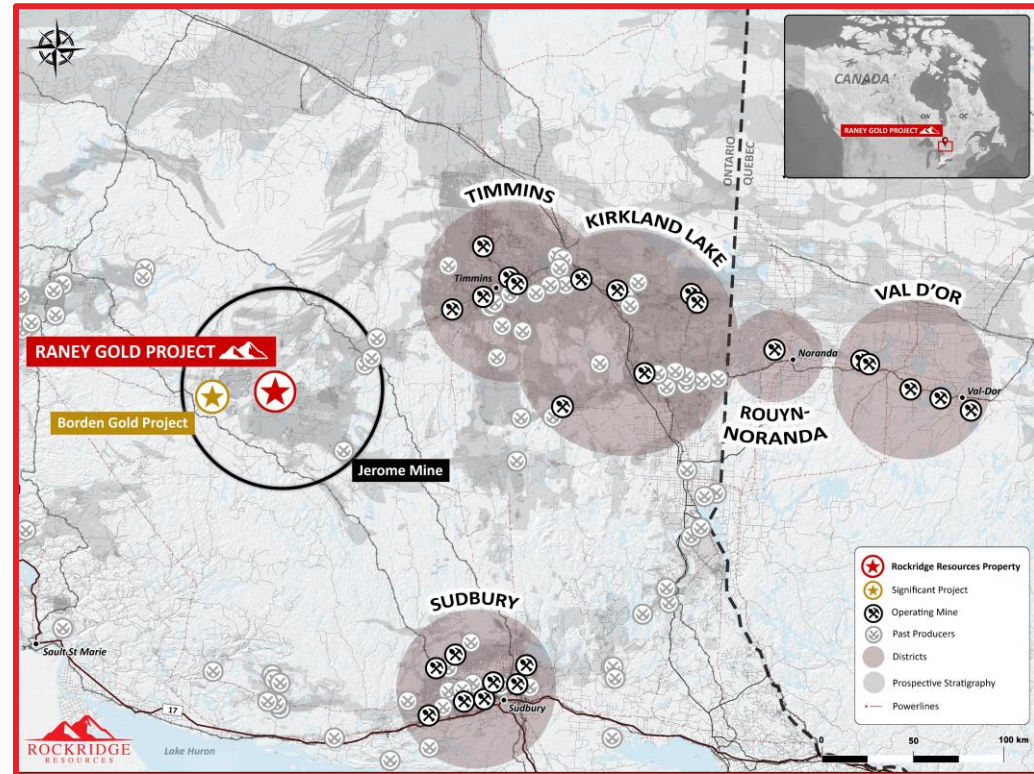 CANADA
ON
QC
RANEY GOLD PROJECT
ONTARIO
QUEBEC
TIMMINS
KIRKLAND LAKE
Timmins
VAL D'OR
RANEY GOLD PROJECT
Noranda
Val-Dor
Borden Gold Project
ROUYN-
NORANDA
Jerome Mine
SUDBURY
Sault St Marie
Sudbury
17
Lake Huron
ROCKRIDGE
RESOURCES
Rockridge Resources Property
Significant Project
Operating Mine
Past Producers
Districts
Prospective Stratigraphy
Powerlines
0
50
100 km